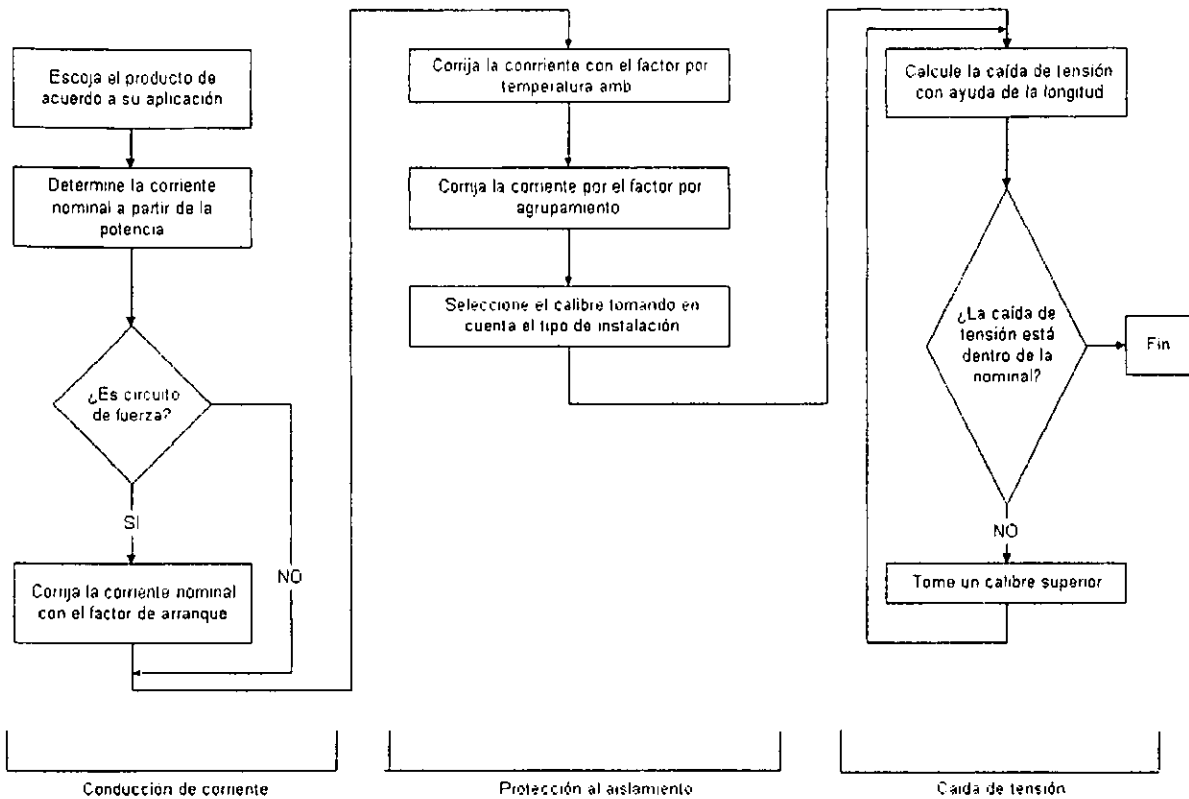 Escoja el producto de
acuerdo a su aplicación
Determine la corriente
nominal a partir de la
potencia
¿Es circuito
de fuerza?
SI
NO
Corrija la corriente nominal
con el factor de arranque
Conducción de corriente
Corrija la conrriente con el factor por
temperatura amb
Corrija la corriente por el factor por
agrupamiento
Seleccione el calibre tomando en
cuenta el tipo de instalación
Protección al aislamiento
Calcule la caída de tensión
con ayuda de la longitud
¿La caída de
tensión está
dentro de la
nominal?
Fin
NO
Tome un calibre superior
Caída de tensión